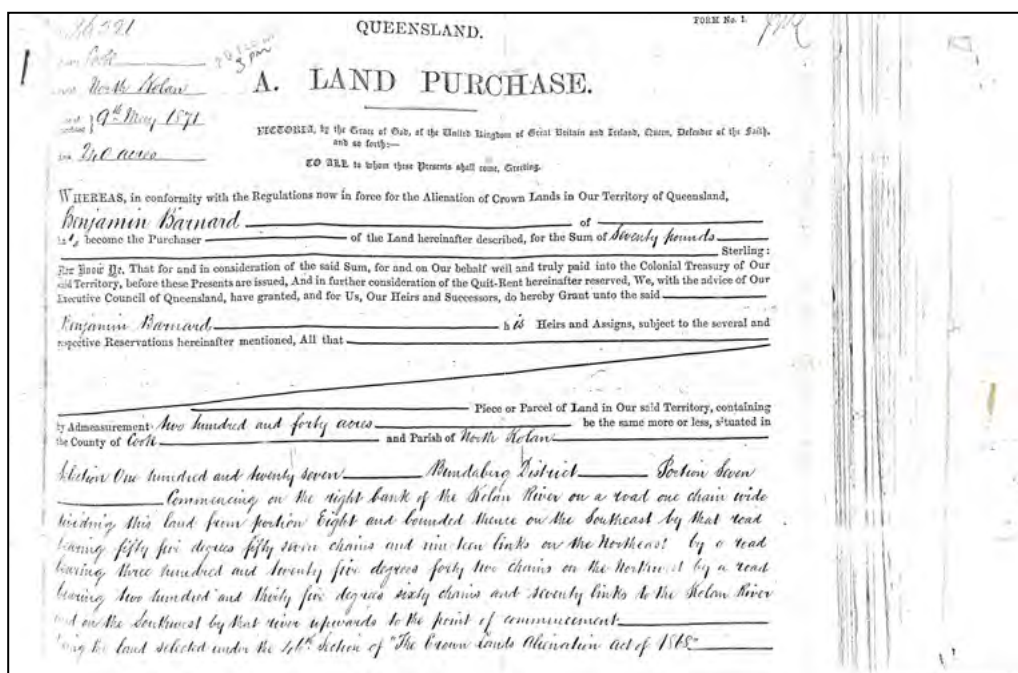 26321
QUEENSLAND.
FORM No. 1.
Cook
3 pm
North Kolan
A. LAND PURCHASE.
9th May 1871
240 acres
VICTORIA, by the Grace of God, of the United Kingdom of Great Britain and Ireland, Queen, Defender of the Faith,
and so forth:—
TO ALL to whom these Presents shall come, Greeting.
WHEREAS, in conformity with the Regulations now in force for the Alienation of Crown Lands in Our Territory of Queensland,
Benjamin Barnard of
become the Purchaser of the Land hereinafter described, for the Sum of Seventy pounds
Sterling:
Now Know Ye, That for and in consideration of the said Sum, for and on Our behalf well and truly paid into the Colonial Treasury of Our
said Territory, before these Presents are issued, And in further consideration of the Quit-Rent hereinafter reserved, We, with the advice of Our
Executive Council of Queensland, have granted, and for Us, Our Heirs and Successors, do hereby Grant unto the said
Benjamin Barnard his Heirs and Assigns, subject to the several and
respective Reservations hereinafter mentioned, All that
Piece or Parcel of Land in Our said Territory, containing
by Admeasurement two hundred and forty acres be the same more or less, situated in
the County of Cook and Parish of North Kolan
Selection One hundred and twenty seven Bundaberg District Portion Seven
Commencing on the right bank of the Kolan River on a road one chain wide
dividing this land from portion Eight and bounded thence on the Southeast by that road
bearing fifty five degrees fifty seven chains and nineteen links on the Northeast by a road
bearing three hundred and twenty five degrees forty two chains on the Northwest by a road
bearing two hundred and thirty five degrees sixty chains and seventy links to the Kolan River
and on the Southwest by that river upwards to the point of commencement
being the land selected under the Section of "The Crown Lands Alienation Act of 1868"